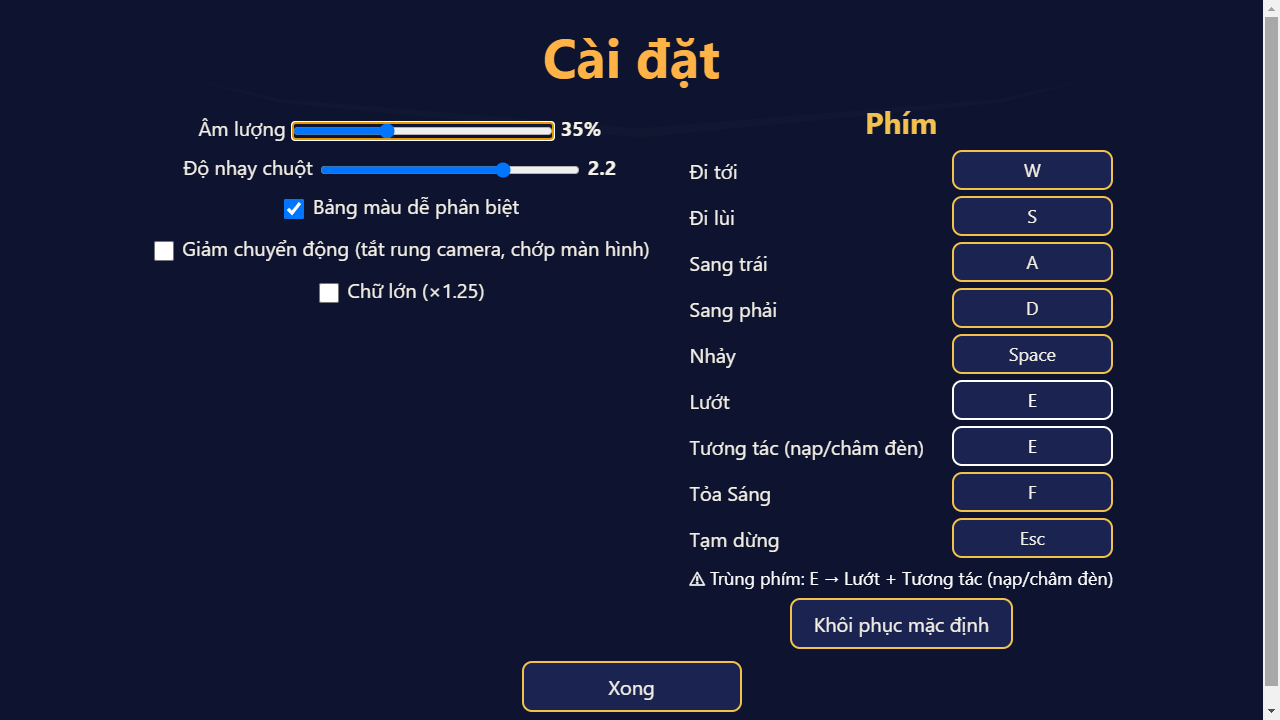 Cài đặt
Âm lượng 35%
Độ nhạy chuột 2.2
Bảng màu dễ phân biệt
Giảm chuyển động (tắt rung camera, chớp màn hình)
Chữ lớn (×1.25)
Phím
Đi tới W
Đi lùi S
Sang trái A
Sang phải D
Nhảy Space
Lướt E
Tương tác (nạp/châm đèn) E
Tỏa Sáng F
Tạm dừng Esc
⚠ Trùng phím: E → Lướt + Tương tác (nạp/châm đèn)
Khôi phục mặc định
Xong